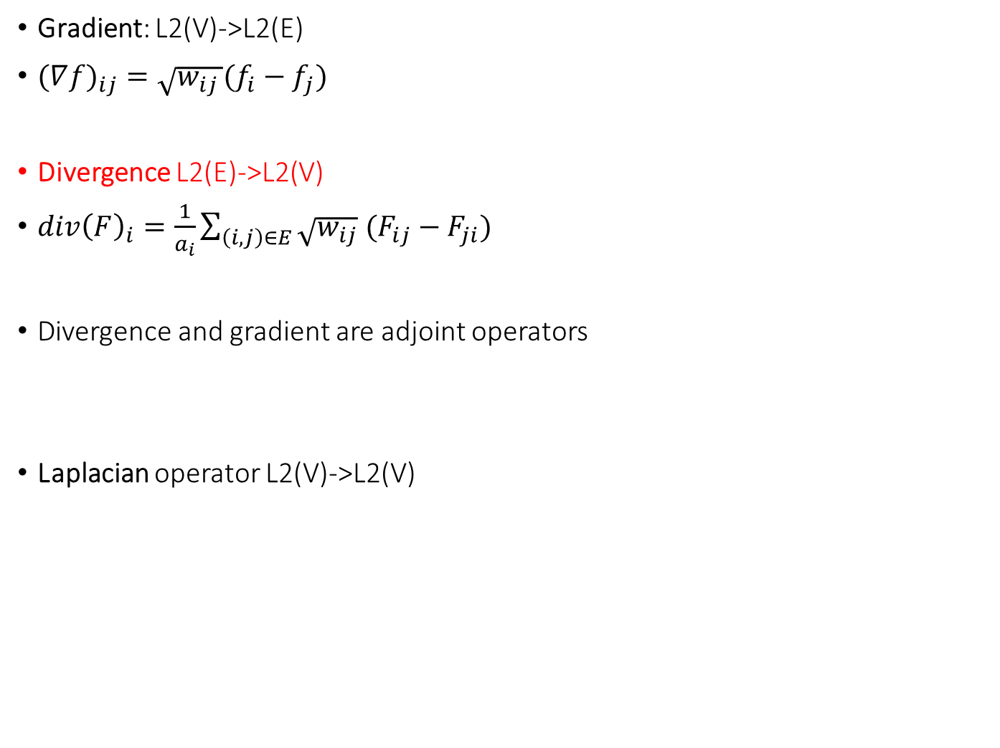 • Gradient: L2(V)->L2(E)
• $(\nabla f)_{ij} = \sqrt{w_{ij}}(f_i - f_j)$
• Divergence L2(E)->L2(V)
• $div(F)_i = \frac{1}{a_i}\sum_{(i,j)\in E}\sqrt{w_{ij}}\,(F_{ij} - F_{ji})$
• Divergence and gradient are adjoint operators
• Laplacian operator L2(V)->L2(V)